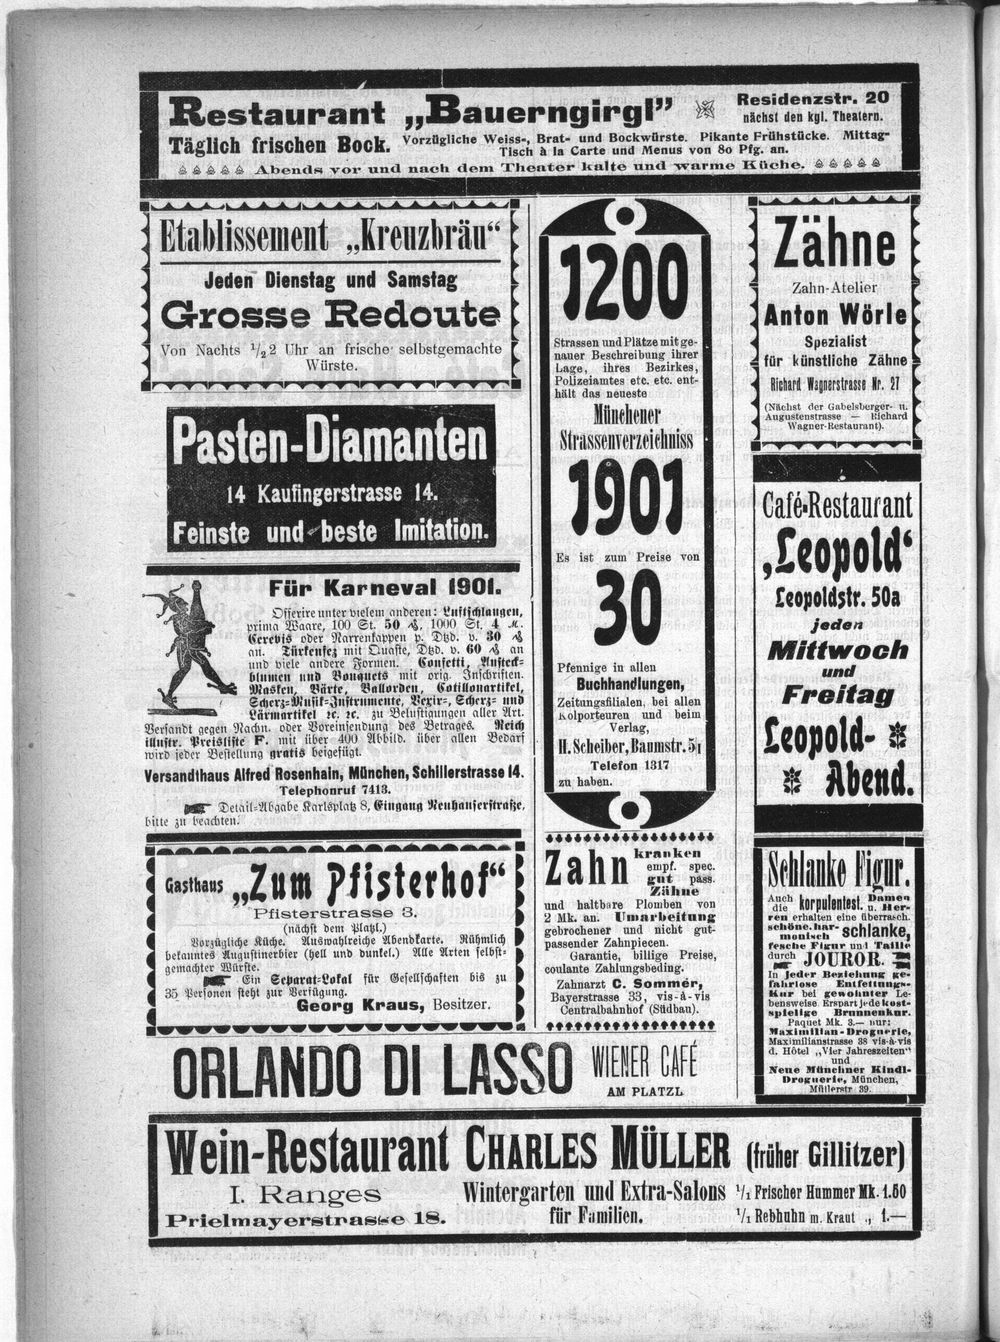 Restaurant „Bauerngirgl” Residenzstr. 20
nächst den kgl. Theatern.
Täglich frischen Bock. Vorzügliche Weiss-, Brat- und Bockwürste. Pikante Frühstücke. Mittag-
Tisch à la Carte und Menus von 80 Pfg. an.
Abends vor und nach dem Theater kalte und warme Küche.
Etablissement „Kreuzbräu“
Jeden Dienstag und Samstag
Grosse Redoute
Von Nachts 1/2 2 Uhr an frische selbstgemachte
Würste.
Pasten-Diamanten
14 Kaufingerstrasse 14.
Feinste und beste Imitation.
Für Karneval 1901.
Offerire unter vielem anderen: Luftschlangen,
prima Waare, 100 St. 50 ₰, 1000 St. 4 M.
Cerevis oder Narrenkappen p. Dtzd. v. 30 ₰
an. Türkenfez mit Quaste, Dtzd. v. 60 ₰ an
und viele andere Formen. Confetti, Ansteck-
blumen und Bouquets mit orig. Inschriften.
Masken, Bärte, Ballorden, Cotillonartikel,
Scherz-Musik-Instrumente, Vexir-, Scherz- und
Lärmartikel ꝛc. ꝛc. zu Belustigungen aller Art.
Versandt gegen Nachn. oder Voreinsendung des Betrages. Reich
illustr. Preisliste F. mit über 400 Abbild. über allen Bedarf
wird jeder Bestellung gratis beigefügt.
Versandthaus Alfred Rosenhain, München, Schillerstrasse 14.
Telephonruf 7413.
Detail-Abgabe Karlsplatz 8, Eingang Neuhauserstraße,
bitte zu beachten!
Gasthaus „Zum Pfisterhof“
Pfisterstrasse 3.
(nächst dem Platzl.)
Vorzügliche Küche. Auswahlreiche Abendkarte. Rühmlich
bekanntes Augustinerbier (hell und dunkel.) Alle Arten selbst-
gemachter Würste.
Ein Separat-Lokal für Gesellschaften bis zu
35 Personen steht zur Verfügung.
Georg Kraus, Besitzer.
1200
Strassen und Plätze mit ge-
nauer Beschreibung ihrer
Lage, ihres Bezirkes,
Polizeiamtes etc. etc. ent-
hält das neueste
Münchener
Strassenverzeichniss
1901
Es ist zum Preise von
30
Pfennige in allen
Buchhandlungen,
Zeitungsfilialen, bei allen
Kolporteuren und beim
Verlag,
H. Scheiber, Baumstr. 5/1
Telefon 1317
zu haben.
Zahn kranken
empf. spec.
gut pass.
Zähne
und haltbare Plomben von
2 Mk. an. Umarbeitung
gebrochener und nicht gut-
passender Zahnpiecen.
Garantie, billige Preise,
coulante Zahlungsbeding.
Zahnarzt C. Sommer,
Bayerstrasse 33, vis-à-vis
Centralbahnhof (Südbau).
Zähne
Zahn-Atelier
Anton Wörle
Spezialist
für künstliche Zähne
Richard Wagnerstrasse Nr. 27
(Nächst der Gabelsberger- u.
Augustenstrasse — Richard
Wagner-Restaurant).
Café-Restaurant
‚Leopold‘
Leopoldstr. 50a
jeden
Mittwoch
und
Freitag
Leopold-
Abend.
Schlanke Figur.
Auch Damen
die korpulentest. u. Her-
ren erhalten eine überrasch.
schöne, har-
monisch schlanke,
fesche Figur und Taille
durch JOUROR.
In jeder Beziehung ge-
fahrlose Entfettungs-
Kur bei gewohnter Le-
bensweise. Erspart jede kost-
spielige Brunnenkur.
Paquet Mk. 3.— nur:
Maximilian-Drogerie,
Maximilianstrasse 38 vis-à-vis
d. Hôtel „Vier Jahreszeiten“
und
Neue Münchner Kindl-
Droguerie, München,
Müllerstr. 39.
ORLANDO DI LASSO WIENER CAFÉ
AM PLATZL
Wein-Restaurant CHARLES MÜLLER (früher Gillitzer)
I. Ranges
Prielmayerstrasse 18.
Wintergarten und Extra-Salons
für Familien.
1/1 Frischer Hummer Mk. 1.50
1/1 Rebhuhn m. Kraut „ 1.—